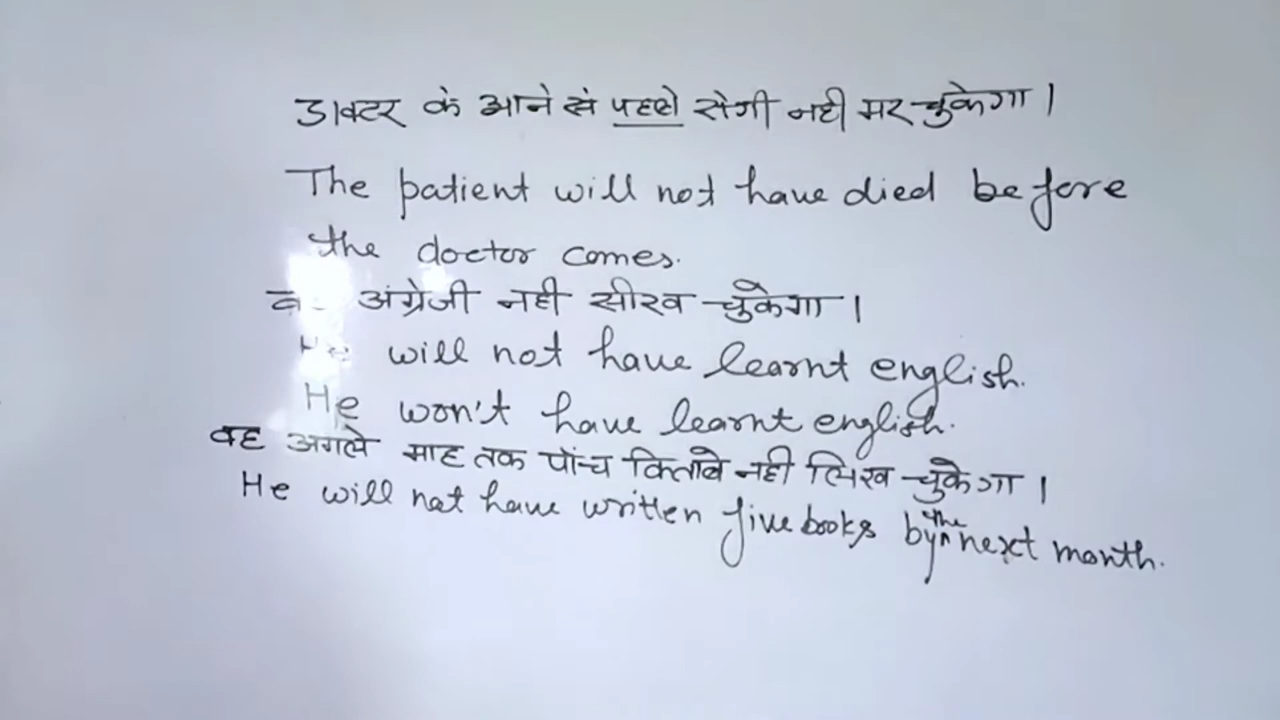 डाक्टर के आने से पहले रोगी नही मर चुकेगा।
The patient will not have died before
the doctor comes.
अंग्रेजी नही सीख चुकेगा।
He will not have learnt english.
He won't have learnt english.
वह अगले माह तक पाँच किताबे नही लिख चुकेगा।
He will not have written five books by the next month.